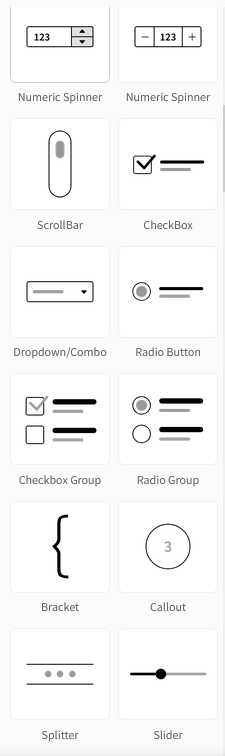 123
− 123 +
Numeric Spinner
Numeric Spinner
ScrollBar
CheckBox
Dropdown/Combo
Radio Button
Checkbox Group
Radio Group
{
3
Bracket
Callout
Splitter
Slider